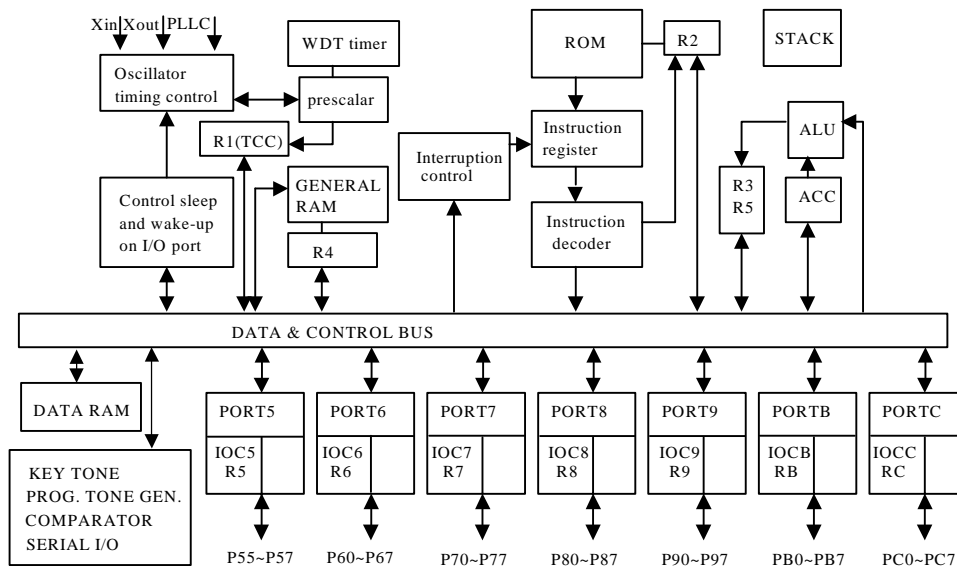 Xin Xout PLLC
WDT timer
ROM
R2
STACK
Oscillator
timing control
prescalar
R1(TCC)
Interruption
control
Instruction
register
ALU
GENERAL
RAM
R3
R5
ACC
Control sleep
and wake-up
on I/O port
R4
Instruction
decoder
DATA & CONTROL BUS
DATA RAM
PORT5
PORT6
PORT7
PORT8
PORT9
PORTB
PORTC
IOC5
R5
IOC6
R6
IOC7
R7
IOC8
R8
IOC9
R9
IOCB
RB
IOCC
RC
KEY TONE
PROG. TONE GEN.
COMPARATOR
SERIAL I/O
P55~P57
P60~P67
P70~P77
P80~P87
P90~P97
PB0~PB7
PC0~PC7